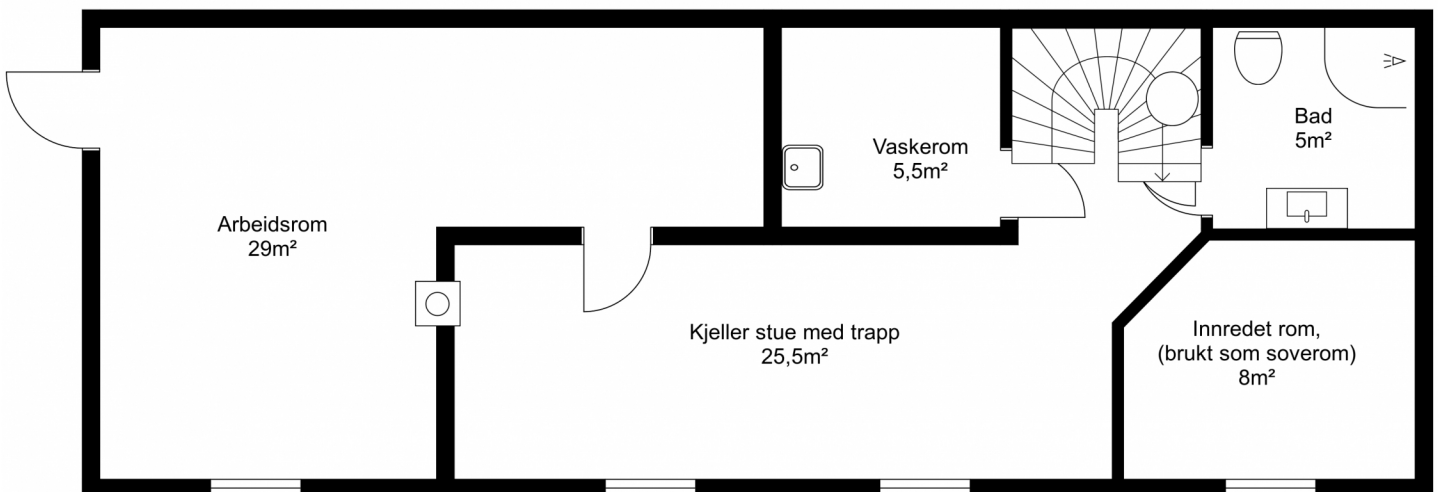 Arbeidsrom
29m²
Vaskerom
5,5m²
Bad
5m²
Kjeller stue med trapp
25,5m²
Innredet rom,
(brukt som soverom)
8m²